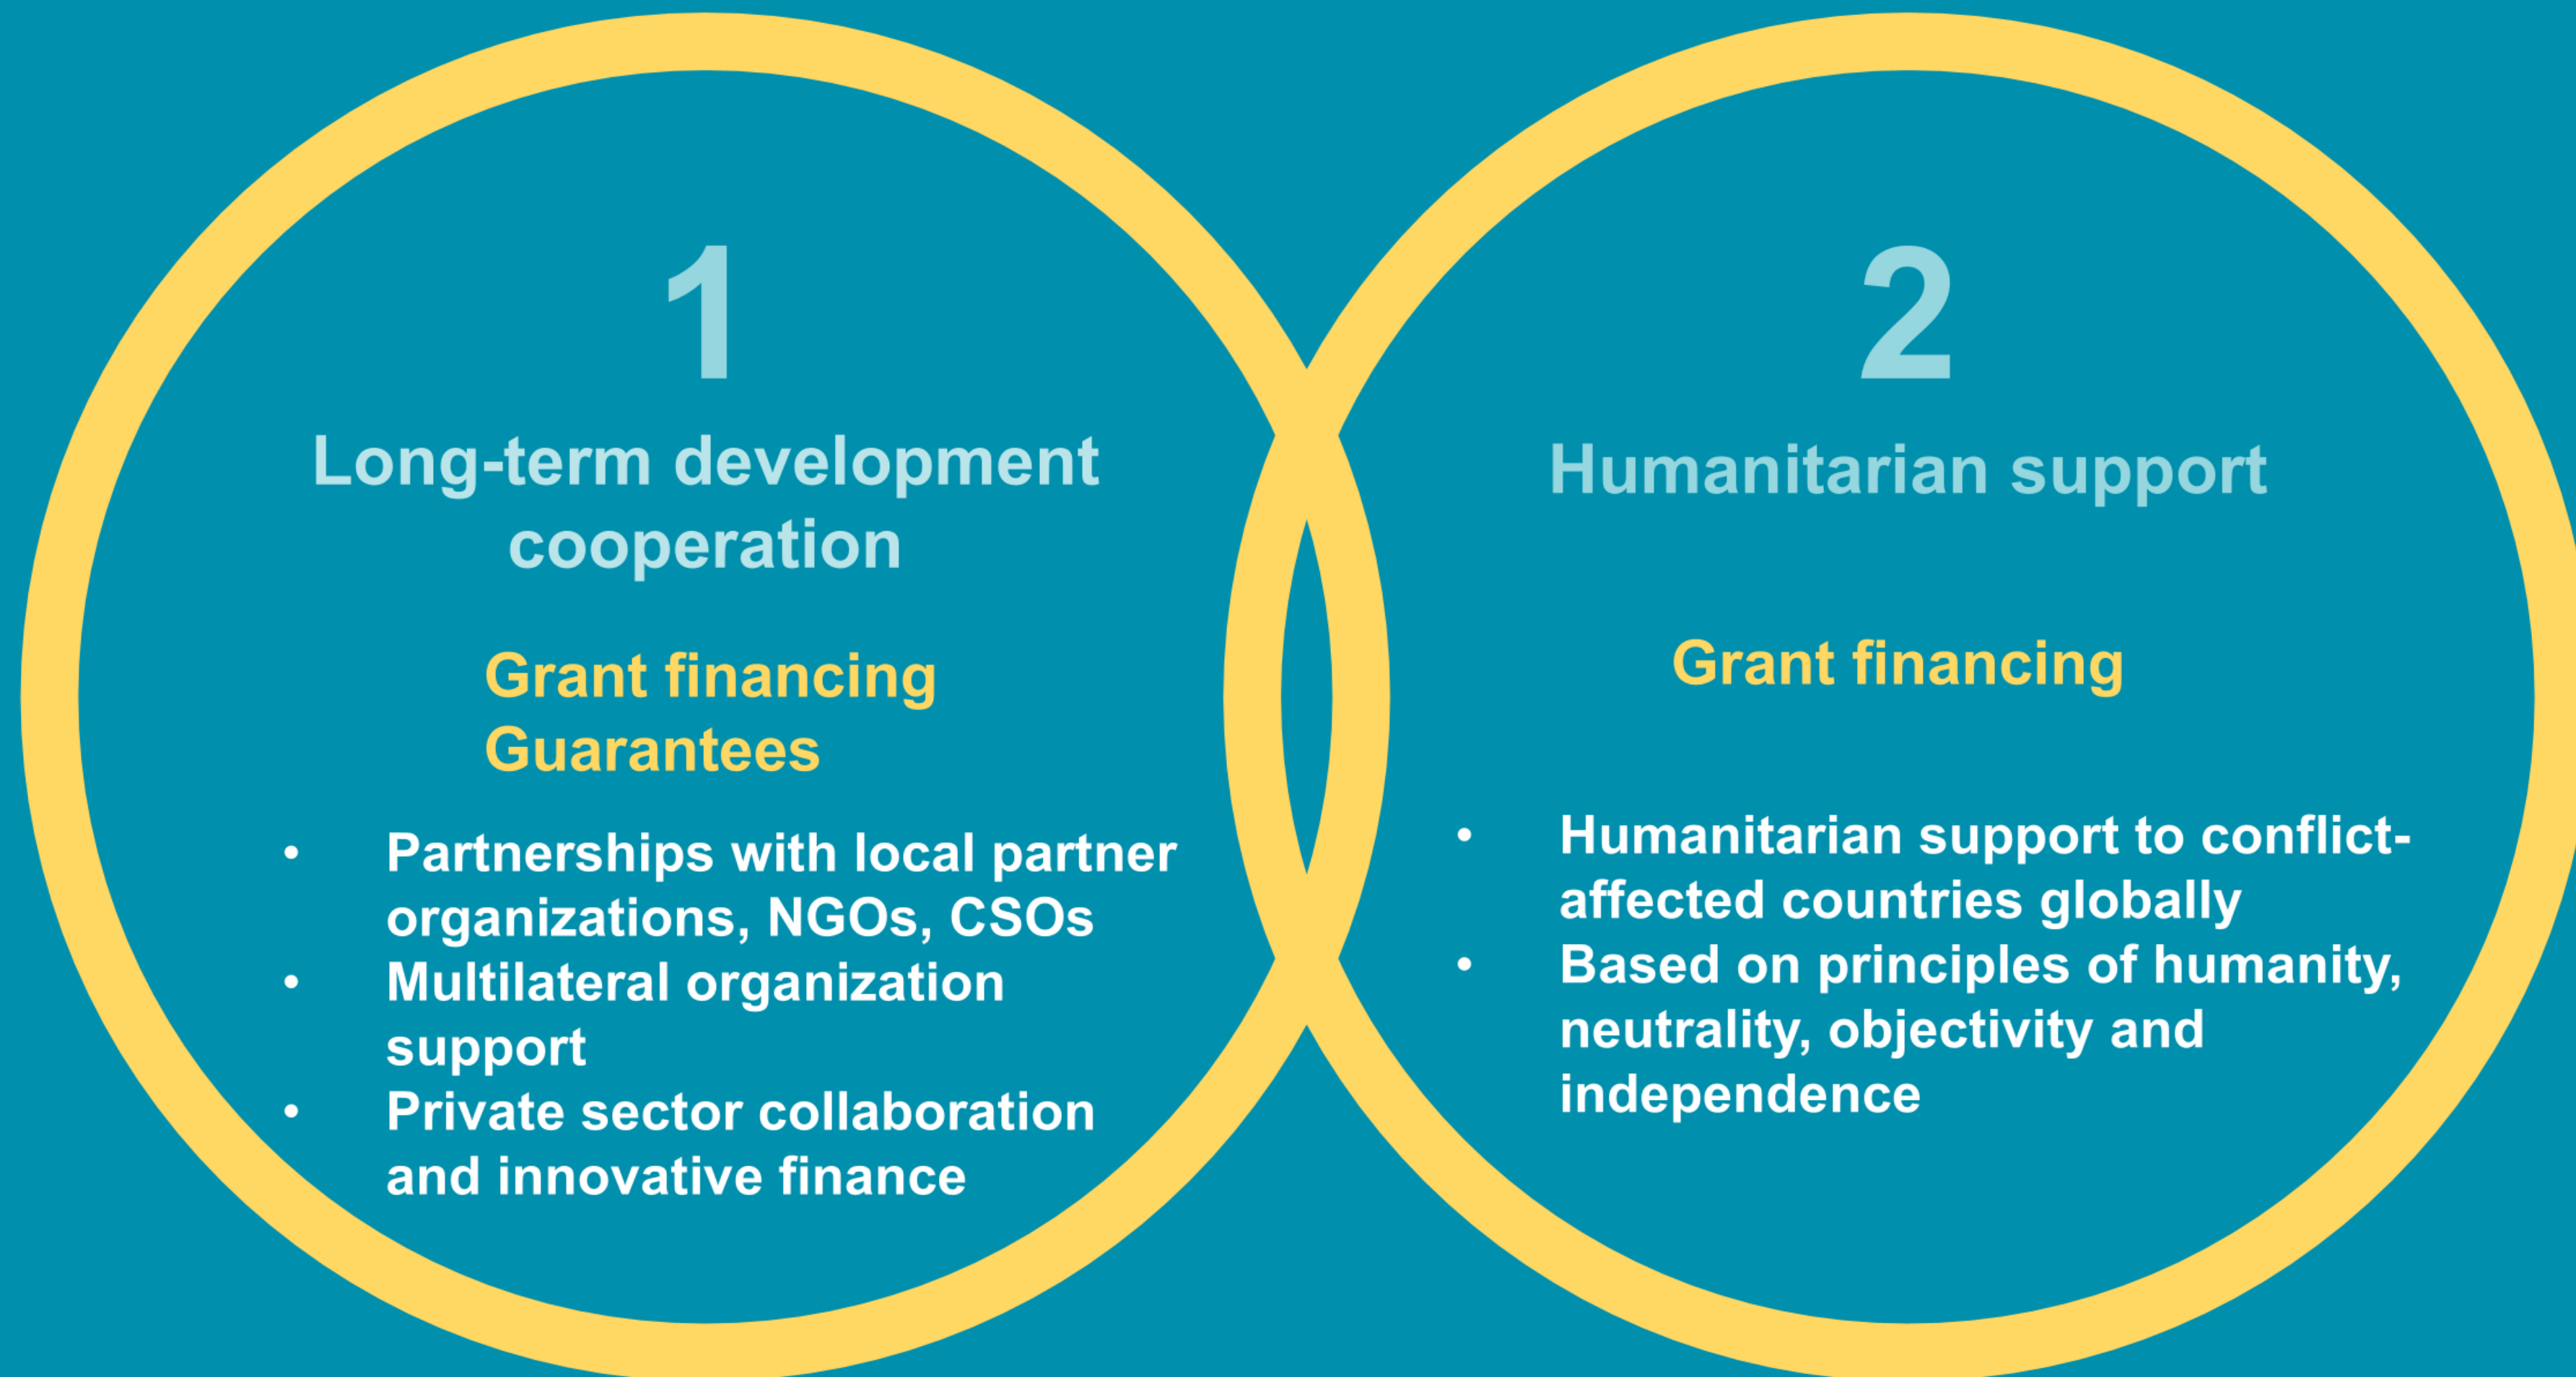 1
Long-term development
cooperation
Grant financing
Guarantees
• Partnerships with local partner
organizations, NGOs, CSOs
• Multilateral organization
support
• Private sector collaboration
and innovative finance
2
Humanitarian support
Grant financing
• Humanitarian support to conflict-
affected countries globally
• Based on principles of humanity,
neutrality, objectivity and
independence